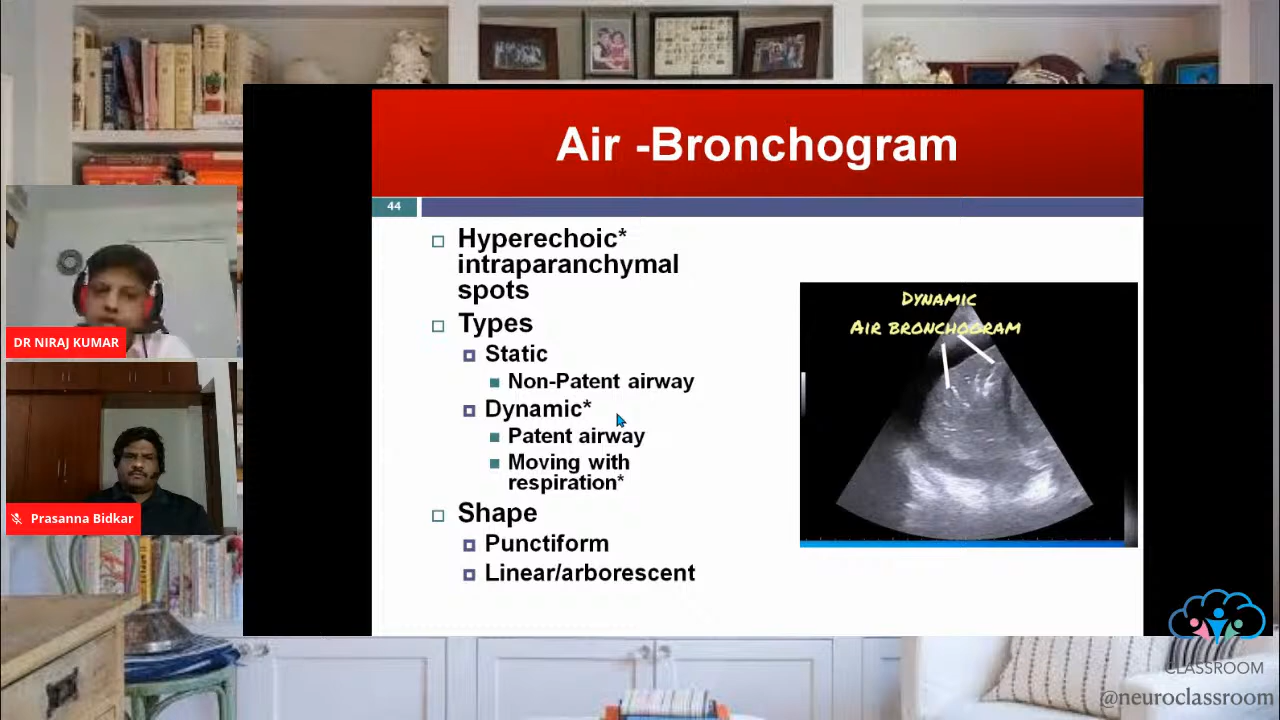 Air -Bronchogram
44
Hyperechoic*
intraparanchymal
spots
Types
Static
Non-Patent airway
Dynamic*
Patent airway
Moving with
respiration*
Shape
Punctiform
Linear/arborescent
DYNAMIC
AIR BRONCHOGRAM
DR NIRAJ KUMAR
Prasanna Bidkar
CLASSROOM
@neuroclassroom